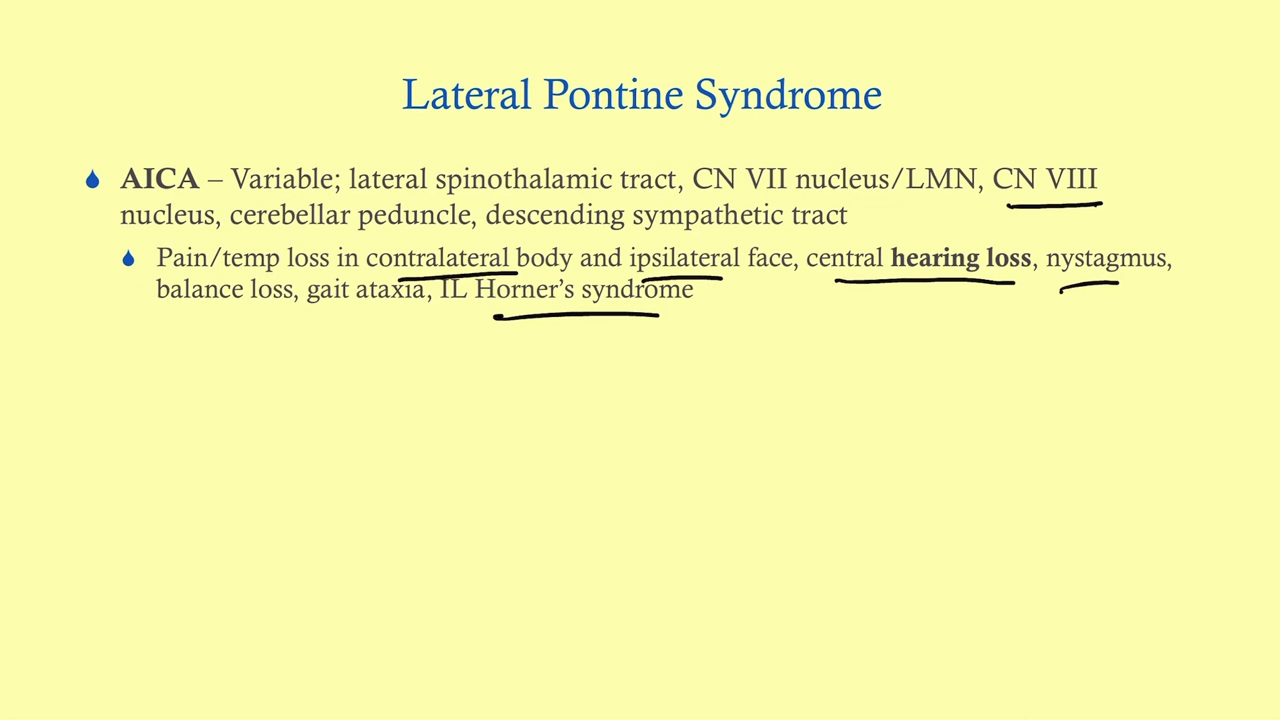 Lateral Pontine Syndrome
AICA – Variable; lateral spinothalamic tract, CN VII nucleus/LMN, CN VIII
nucleus, cerebellar peduncle, descending sympathetic tract
Pain/temp loss in contralateral body and ipsilateral face, central hearing loss, nystagmus,
balance loss, gait ataxia, IL Horner’s syndrome